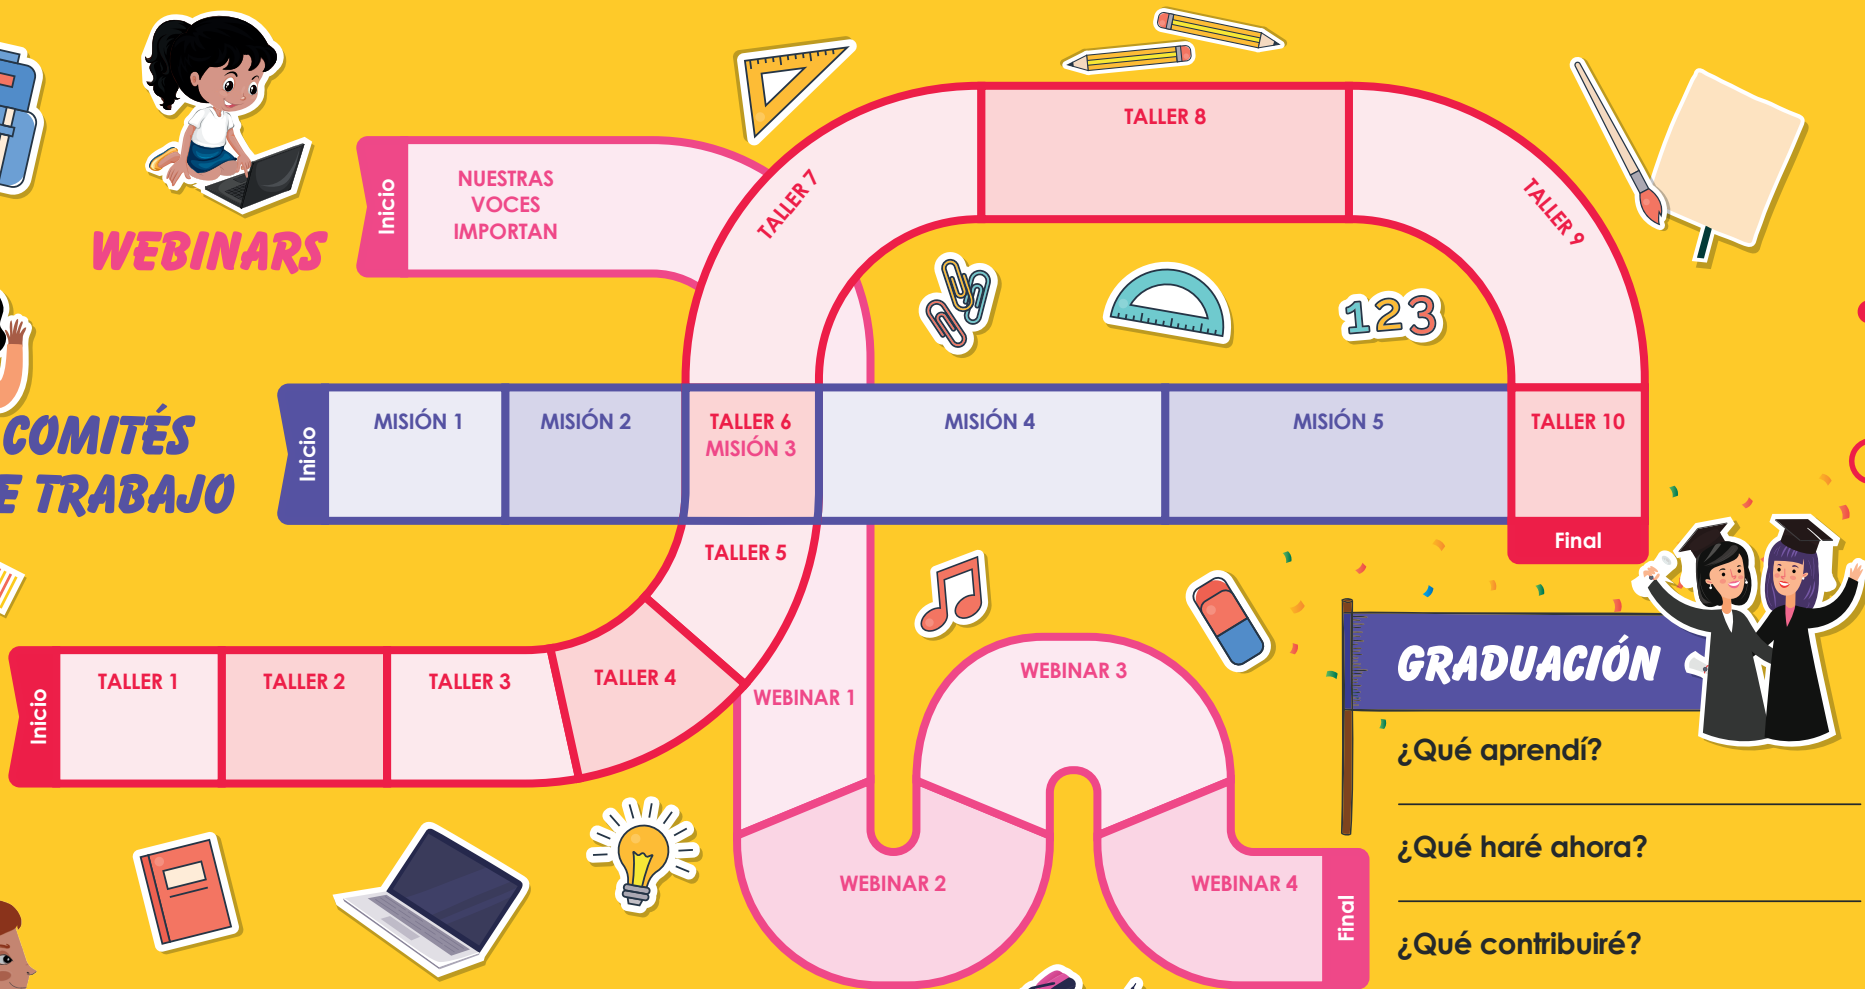 WEBINARS
Inicio
NUESTRAS
VOCES
IMPORTAN
TALLER 7
TALLER 8
TALLER 9
1 2 3
COMITÉS
E TRABAJO
Inicio
MISIÓN 1
MISIÓN 2
TALLER 6
MISIÓN 3
MISIÓN 4
MISIÓN 5
TALLER 10
Final
TALLER 5
Inicio
TALLER 1
TALLER 2
TALLER 3
TALLER 4
WEBINAR 1
WEBINAR 2
WEBINAR 3
WEBINAR 4
Final
GRADUACIÓN
¿Qué aprendí?
¿Qué haré ahora?
¿Qué contribuiré?